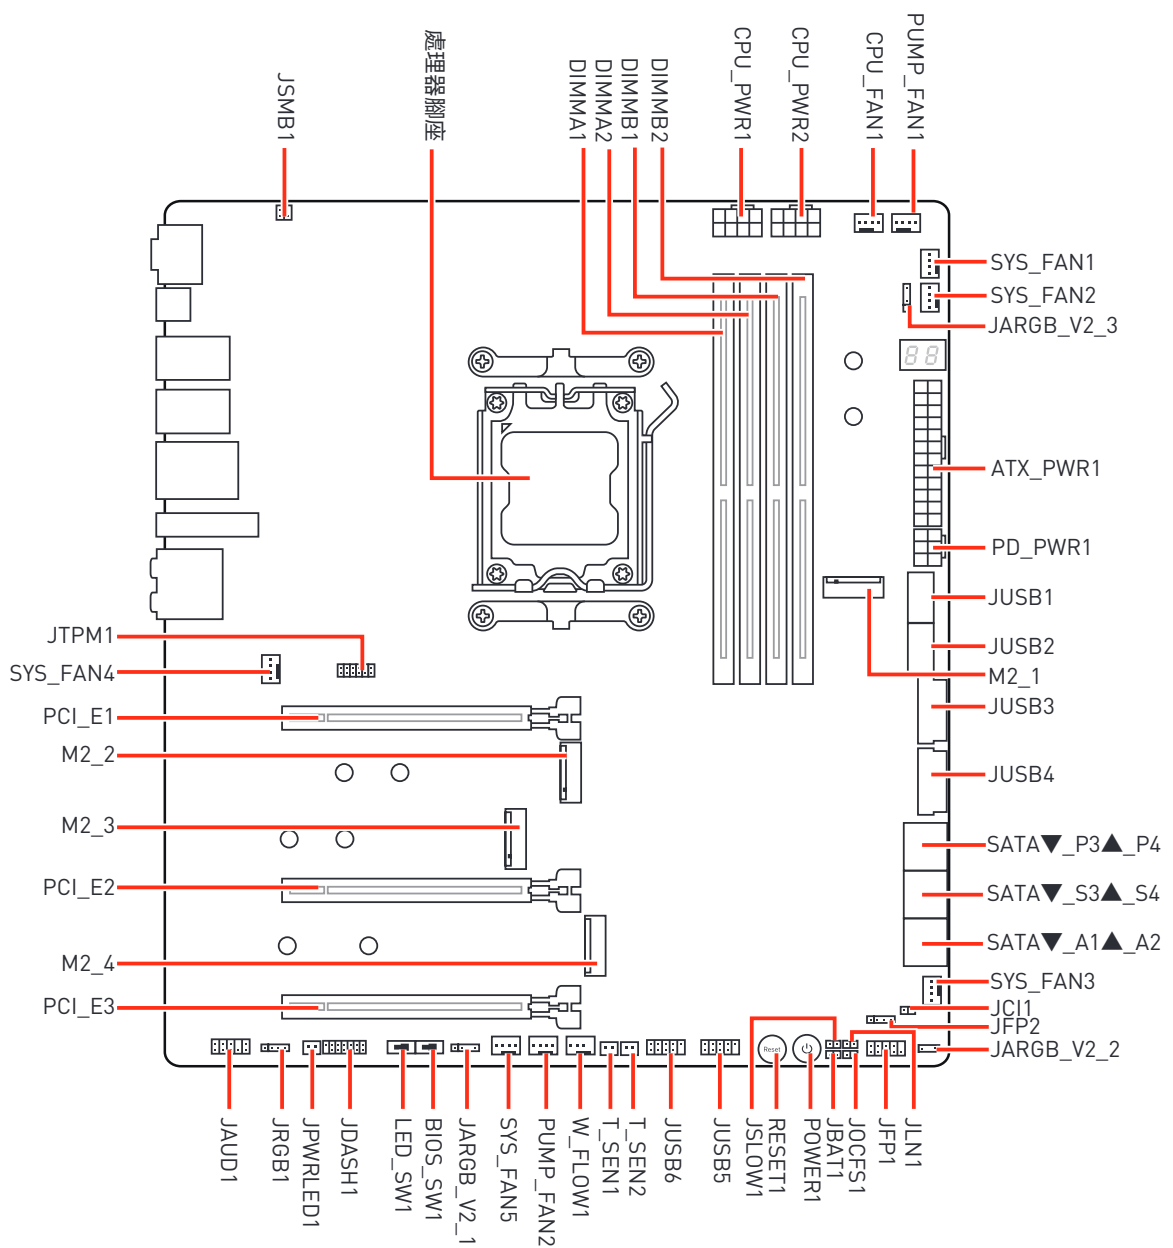 JSMB1
處理器腳座
DIMMA1
DIMMA2
DIMMB1
DIMMB2
CPU_PWR1
CPU_PWR2
CPU_FAN1
PUMP_FAN1
SYS_FAN1
SYS_FAN2
JARGB_V2_3
88
ATX_PWR1
PD_PWR1
JUSB1
JUSB2
M2_1
JUSB3
JUSB4
SATA▼_P3▲_P4
SATA▼_S3▲_S4
SATA▼_A1▲_A2
SYS_FAN3
JCI1
JFP2
JARGB_V2_2
JTPM1
SYS_FAN4
PCI_E1
M2_2
M2_3
PCI_E2
M2_4
PCI_E3
Reset
JAUD1
JRGB1
JPWRLED1
JDASH1
LED_SW1
BIOS_SW1
JARGB_V2_1
SYS_FAN5
PUMP_FAN2
W_FLOW1
T_SEN1
T_SEN2
JUSB6
JUSB5
JSLOW1
RESET1
POWER1
JBAT1
JOCFS1
JFP1
JLN1